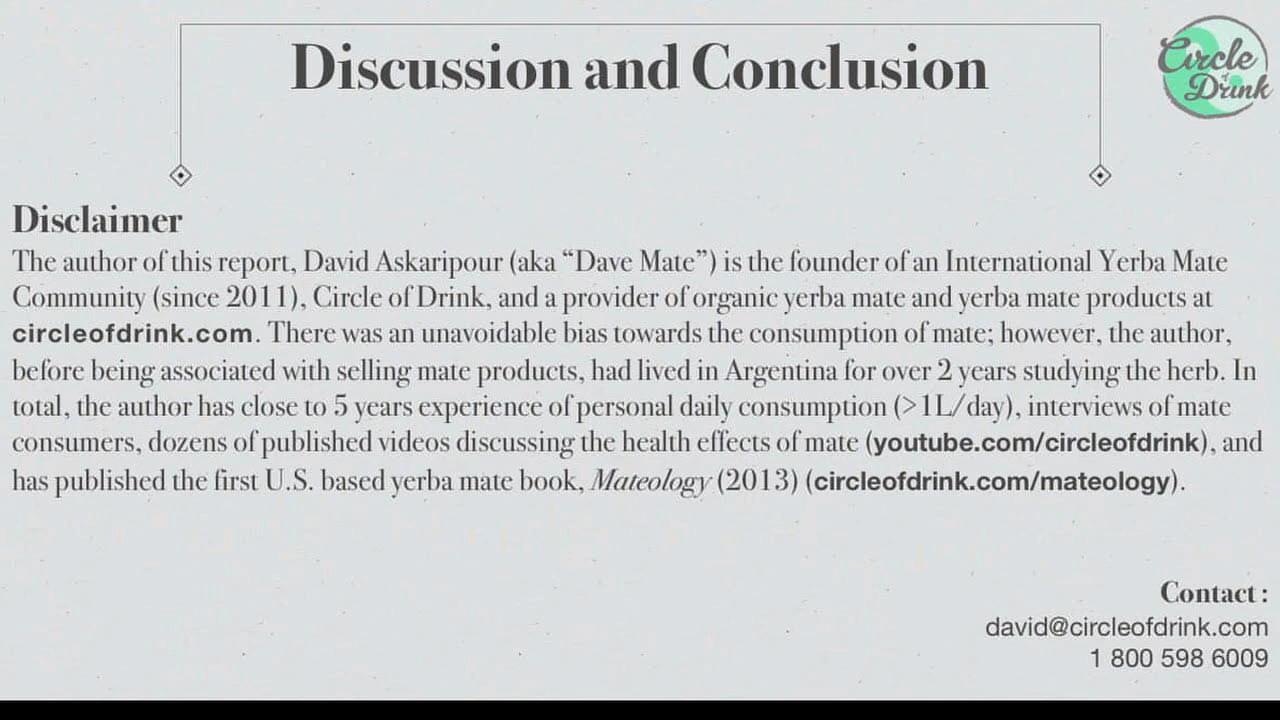 Discussion and Conclusion
Circle
of
Drink
Disclaimer
The author of this report, David Askaripour (aka “Dave Mate”) is the founder of an International Yerba Mate
Community (since 2011), Circle of Drink, and a provider of organic yerba mate and yerba mate products at
circleofdrink.com. There was an unavoidable bias towards the consumption of mate; however, the author,
before being associated with selling mate products, had lived in Argentina for over 2 years studying the herb. In
total, the author has close to 5 years experience of personal daily consumption (>1L/day), interviews of mate
consumers, dozens of published videos discussing the health effects of mate (youtube.com/circleofdrink), and
has published the first U.S. based yerba mate book, Mateology (2013) (circleofdrink.com/mateology).
Contact :
david@circleofdrink.com
1 800 598 6009